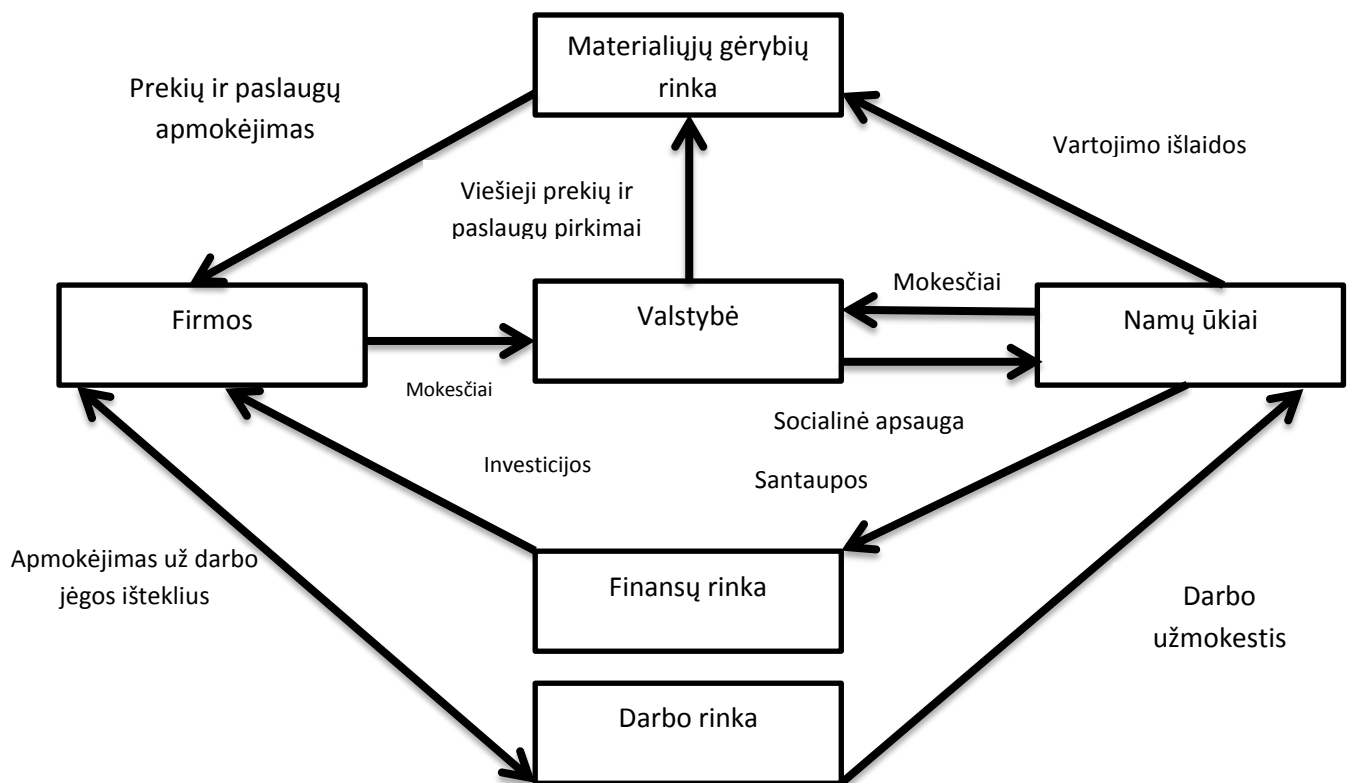 Materialiųjų gėrybių
rinka
Prekių ir paslaugų
apmokėjimas
Vartojimo išlaidos
Viešieji prekių ir
paslaugų pirkimai
Firmos
Valstybė
Mokesčiai
Namų ūkiai
Mokesčiai
Socialinė apsauga
Investicijos
Santaupos
Apmokėjimas už darbo
jėgos išteklius
Finansų rinka
Darbo
užmokestis
Darbo rinka